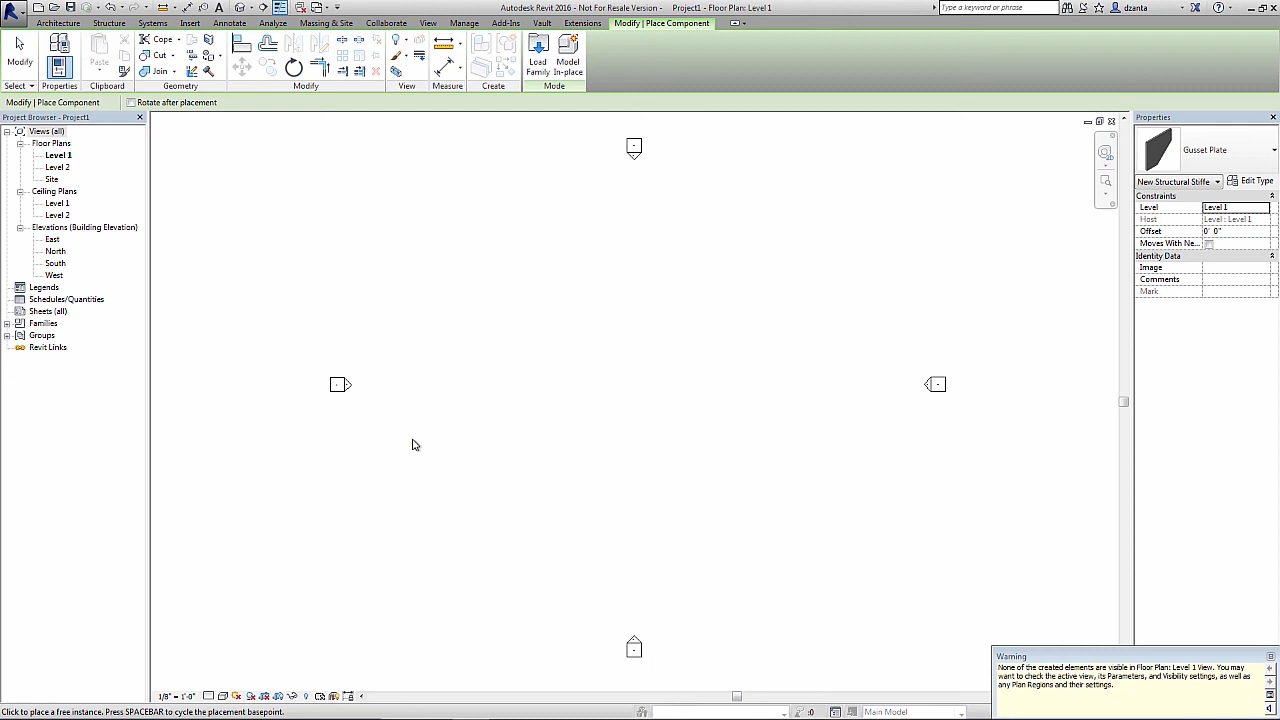 Autodesk Revit 2016 - Not For Resale Version - Project1 - Floor Plan: Level 1
Type a keyword or phrase
dzanta
Architecture Structure Systems Insert Annotate Analyze Massing & Site Collaborate View Manage Add-Ins Vault Extensions Modify | Place Component
Modify
Paste
Cope
Cut
Join
Load Family
Model In-place
Select Properties Clipboard Geometry Modify View Measure Create Mode
Modify | Place Component Rotate after placement
Project Browser - Project1
Views (all)
Floor Plans
Level 1
Level 2
Site
Ceiling Plans
Level 1
Level 2
Elevations (Building Elevation)
East
North
South
West
Legends
Schedules/Quantities
Sheets (all)
Families
Groups
Revit Links
Properties
Gusset Plate
New Structural Stiffe Edit Type
Constraints
Level Level 1
Host Level : Level 1
Offset 0' 0"
Moves With Ne...
Identity Data
Image
Comments
Mark
Warning
None of the created elements are visible in Floor Plan: Level 1 View. You may
want to check the active view, its Parameters, and Visibility settings, as well as
any Plan Regions and their settings.
1/8" = 1'-0"
Click to place a free instance. Press SPACEBAR to cycle the placement basepoint.
:0
Main Model